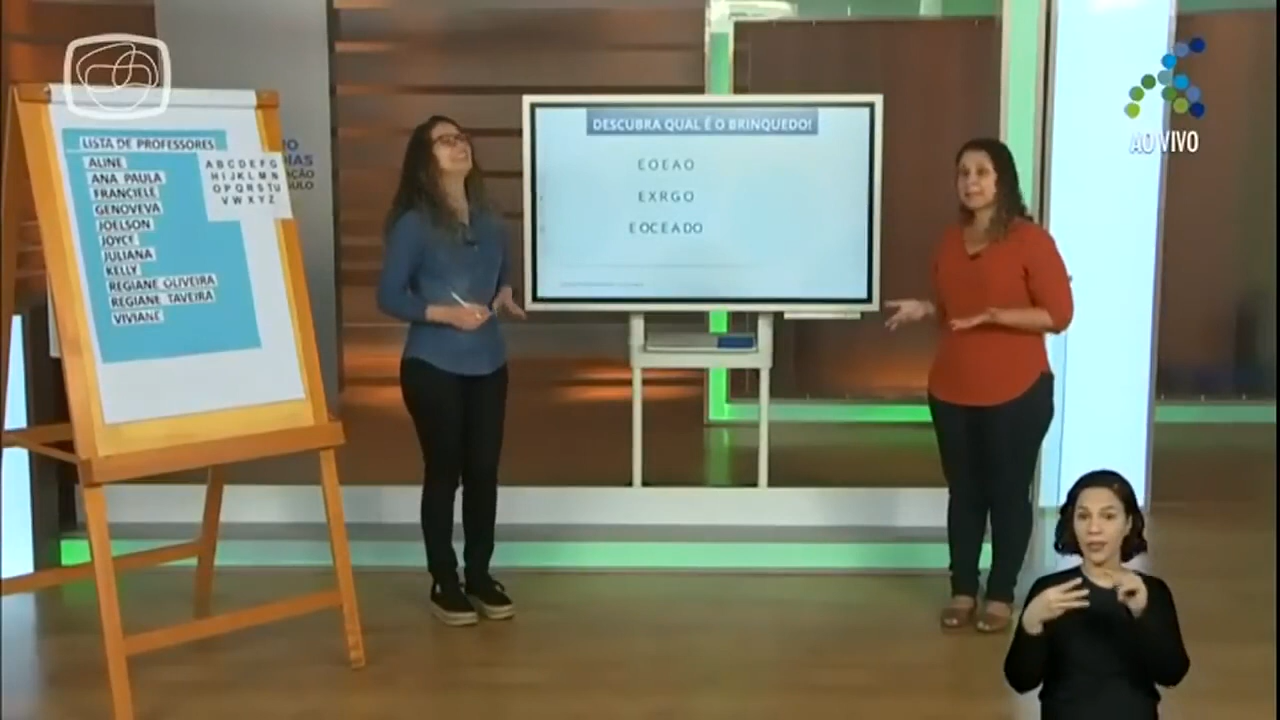 LISTA DE PROFESSORES
ALINE
ANA PAULA
FRANCIELE
GENOVEVA
JOELSON
JOYCE
JULIANA
KELLY
REGIANE OLIVEIRA
REGIANE TAVEIRA
VIVIANE
A B C D E F G
H I J K L M N
O P Q R S T U
V W X Y Z
DESCUBRA QUAL É O BRINQUEDO!
E O E A O
E X R G O
E O C E A D O
AO VIVO